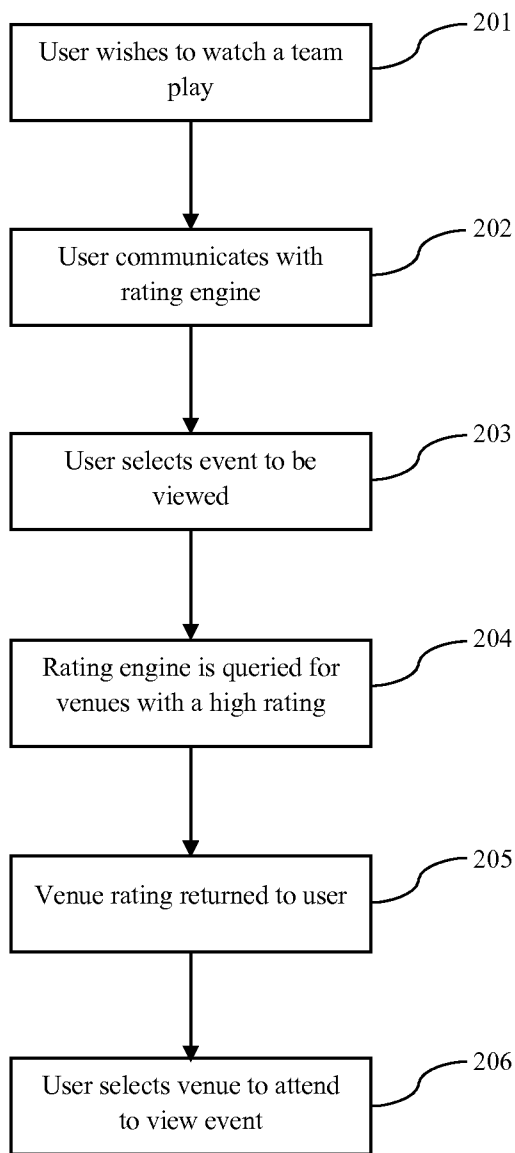 201
User wishes to watch a team
play
202
User communicates with
rating engine
203
User selects event to be
viewed
204
Rating engine is queried for
venues with a high rating
205
Venue rating returned to user
206
User selects venue to attend
to view event